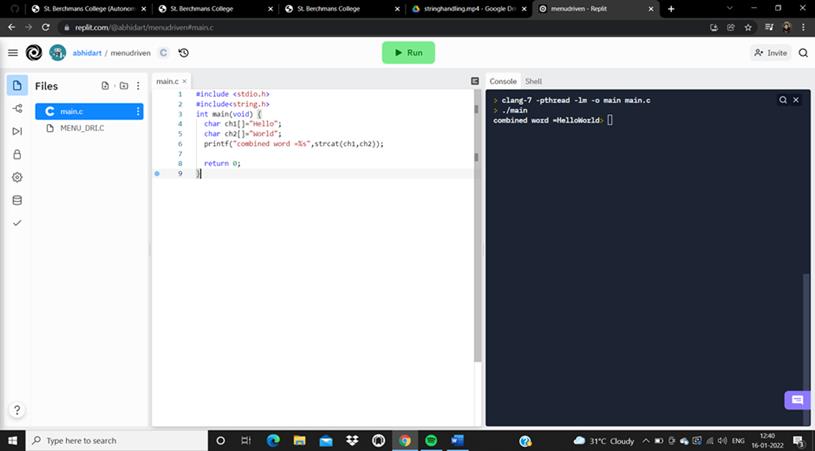 St. Berchmans College (Autonom
St. Berchmans College
St. Berchmans College
stringhandling.mp4 - Google Dri
menudriven - Replit
replit.com/@abhidart/menudriven#main.c
abhidart / menudriven C
Run
Invite
Files
main.c
MENU_DRI.C
main.c
1 #include <stdio.h>
2 #include<string.h>
3 int main(void) {
4 char ch1[]="Hello";
5 char ch2[]="World";
6 printf("combined word =%s",strcat(ch1,ch2));
7
8 return 0;
9 }
Console Shell
> clang-7 -pthread -lm -o main main.c
> ./main
combined word =HelloWorld>
Type here to search
31°C Cloudy
ENG
12:40
16-01-2022
3